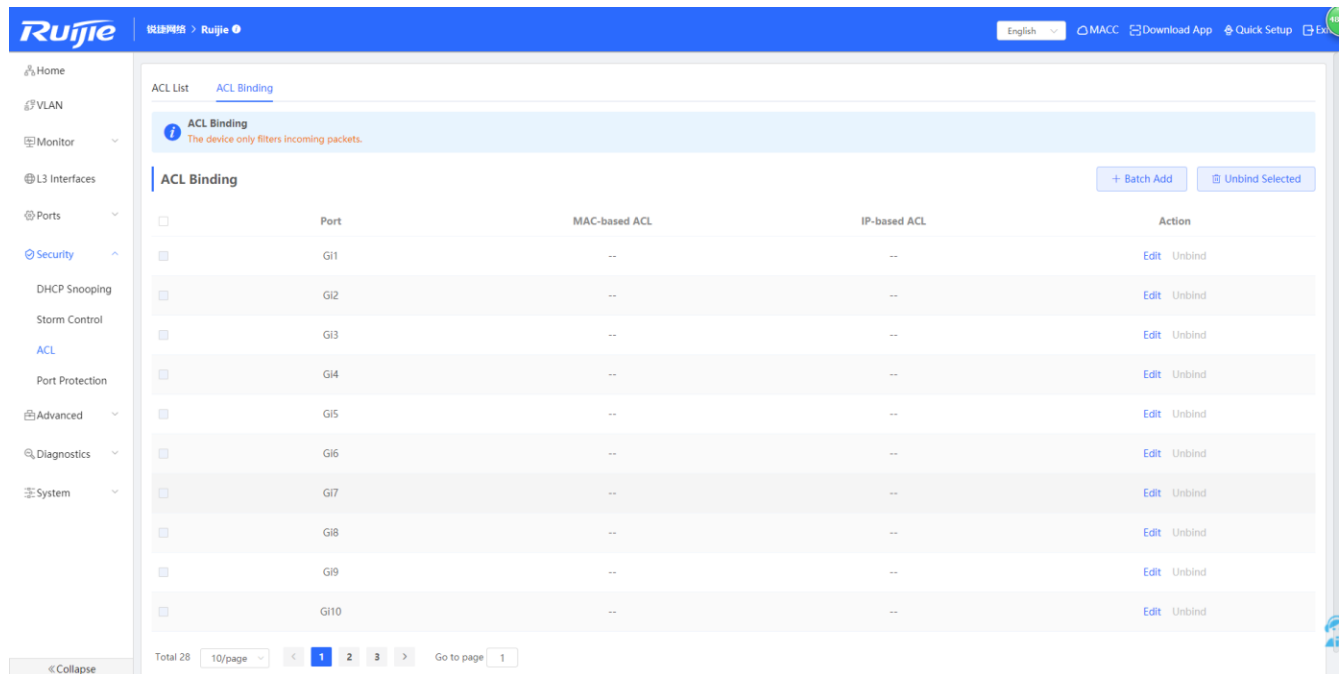 Ruijie 锐捷网络 > Ruijie English MACC Download App Quick Setup
Home
VLAN
Monitor
L3 Interfaces
Ports
Security
DHCP Snooping
Storm Control
ACL
Port Protection
Advanced
Diagnostics
System
«Collapse
ACL List ACL Binding
ACL Binding
The device only filters incoming packets.
ACL Binding + Batch Add Unbind Selected
Port MAC-based ACL IP-based ACL Action
Gi1 -- -- Edit Unbind
Gi2 -- -- Edit Unbind
Gi3 -- -- Edit Unbind
Gi4 -- -- Edit Unbind
Gi5 -- -- Edit Unbind
Gi6 -- -- Edit Unbind
Gi7 -- -- Edit Unbind
Gi8 -- -- Edit Unbind
Gi9 -- -- Edit Unbind
Gi10 -- -- Edit Unbind
Total 28 10/page < 1 2 3 > Go to page 1